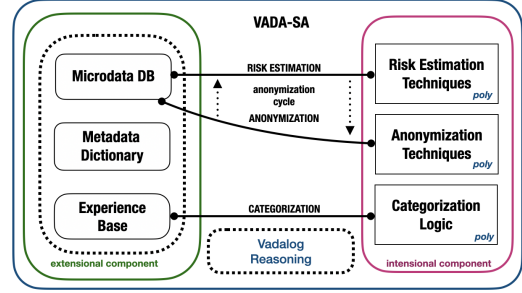 VADA-SA
Microdata DB
Metadata
Dictionary
Experience
Base
extensional component
RISK ESTIMATION
anonymization
cycle
ANONYMIZATION
CATEGORIZATION
Vadalog
Reasoning
Risk Estimation
Techniques
poly
Anonymization
Techniques
poly
Categorization
Logic
poly
intensional component